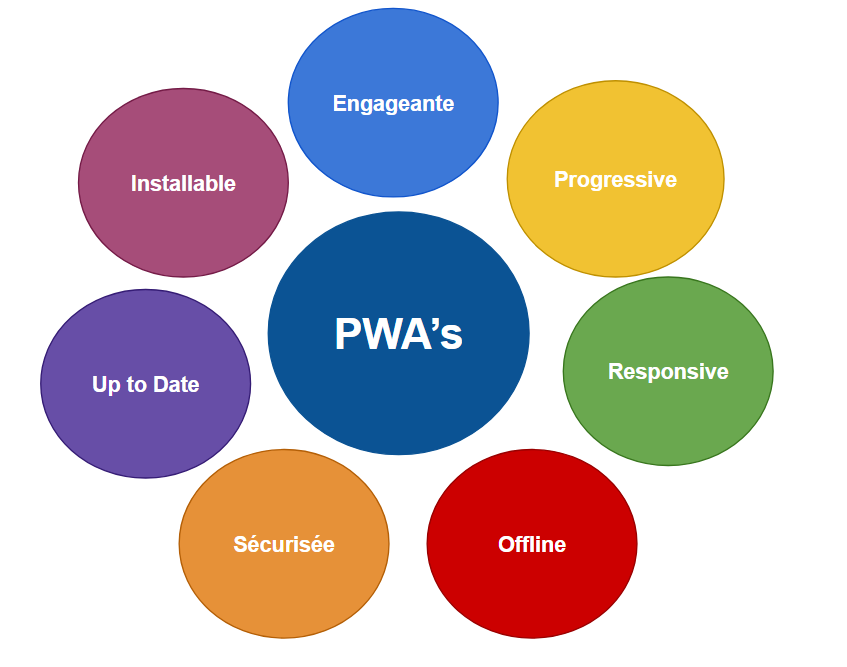 Engageante
Progressive
Installable
PWA’s
Responsive
Up to Date
Sécurisée
Offline